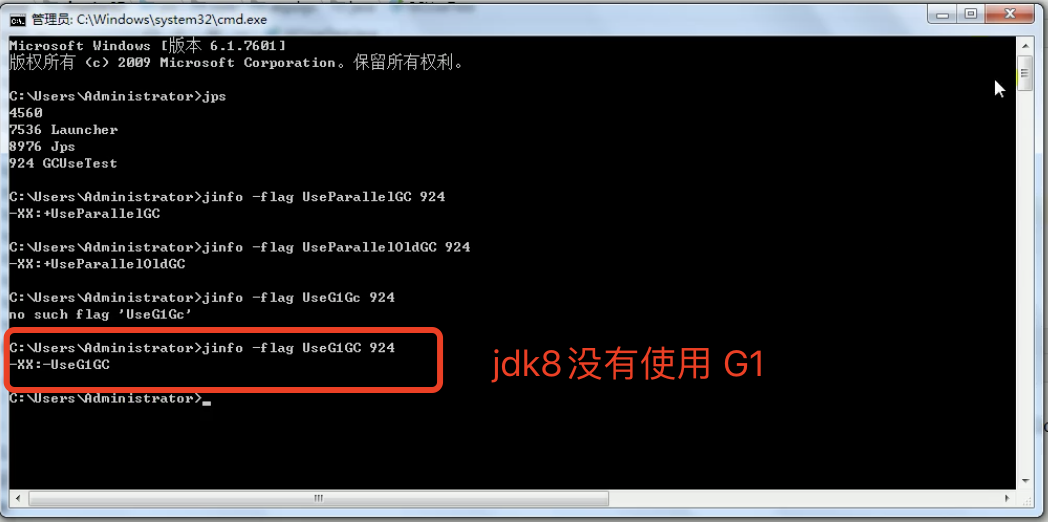 管理员: C:\Windows\system32\cmd.exe
Microsoft Windows [版本 6.1.7601]
版权所有 (c) 2009 Microsoft Corporation。保留所有权利。
C:\Users\Administrator>jps
4560
7536 Launcher
8976 Jps
924 GCUseTest
C:\Users\Administrator>jinfo -flag UseParallelGC 924
-XX:+UseParallelGC
C:\Users\Administrator>jinfo -flag UseParallelOldGC 924
-XX:+UseParallelOldGC
C:\Users\Administrator>jinfo -flag UseG1Gc 924
no such flag 'UseG1Gc'
C:\Users\Administrator>jinfo -flag UseG1GC 924
-XX:-UseG1GC
jdk8没有使用 G1
C:\Users\Administrator>